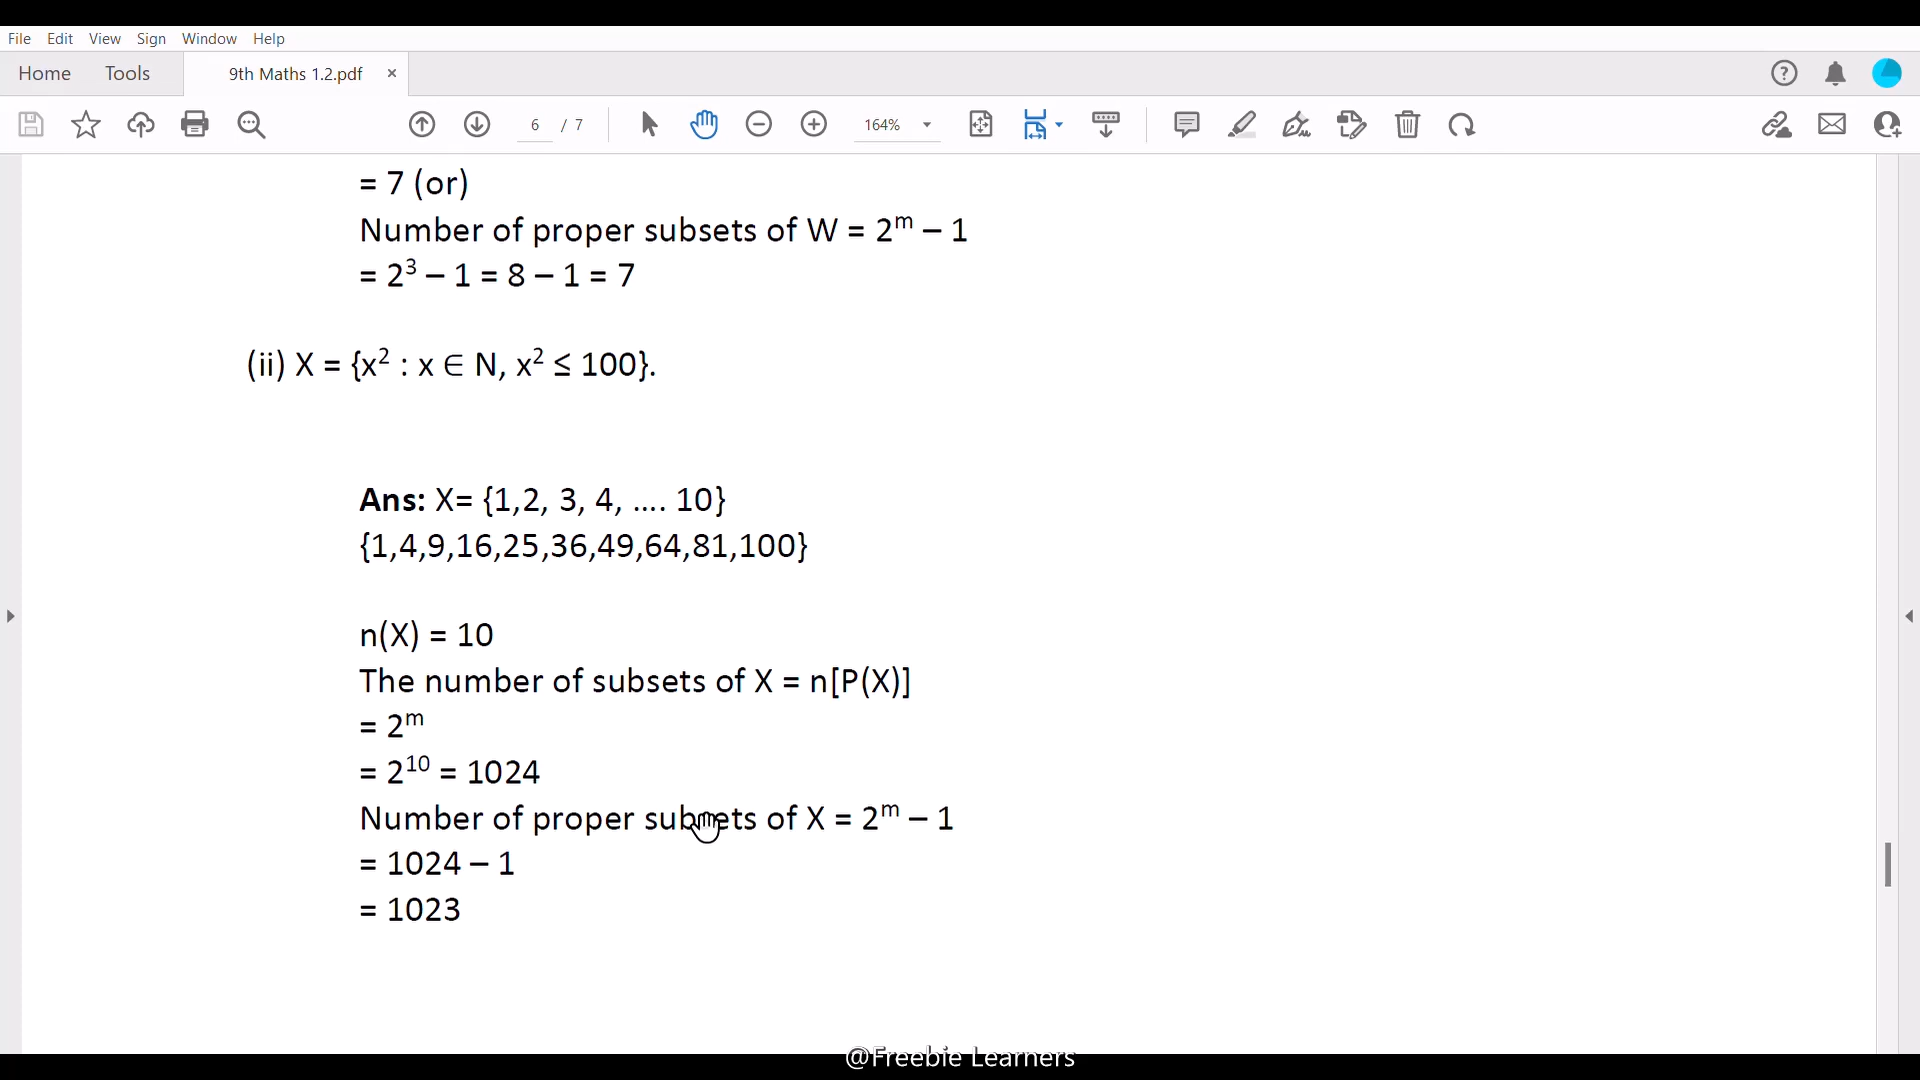 File Edit View Sign Window Help
Home Tools 9th Maths 1.2.pdf ×
6 / 7 164%
= 7 (or)
Number of proper subsets of W = 2ᵐ – 1
= 2³ – 1 = 8 – 1 = 7
(ii) X = {x² : x ∈ N, x² ≤ 100}.
Ans: X= {1,2, 3, 4, .... 10}
{1,4,9,16,25,36,49,64,81,100}
n(X) = 10
The number of subsets of X = n[P(X)]
= 2ᵐ
= 2¹⁰ = 1024
Number of proper subsets of X = 2ᵐ – 1
= 1024 – 1
= 1023
@Freebie Learners